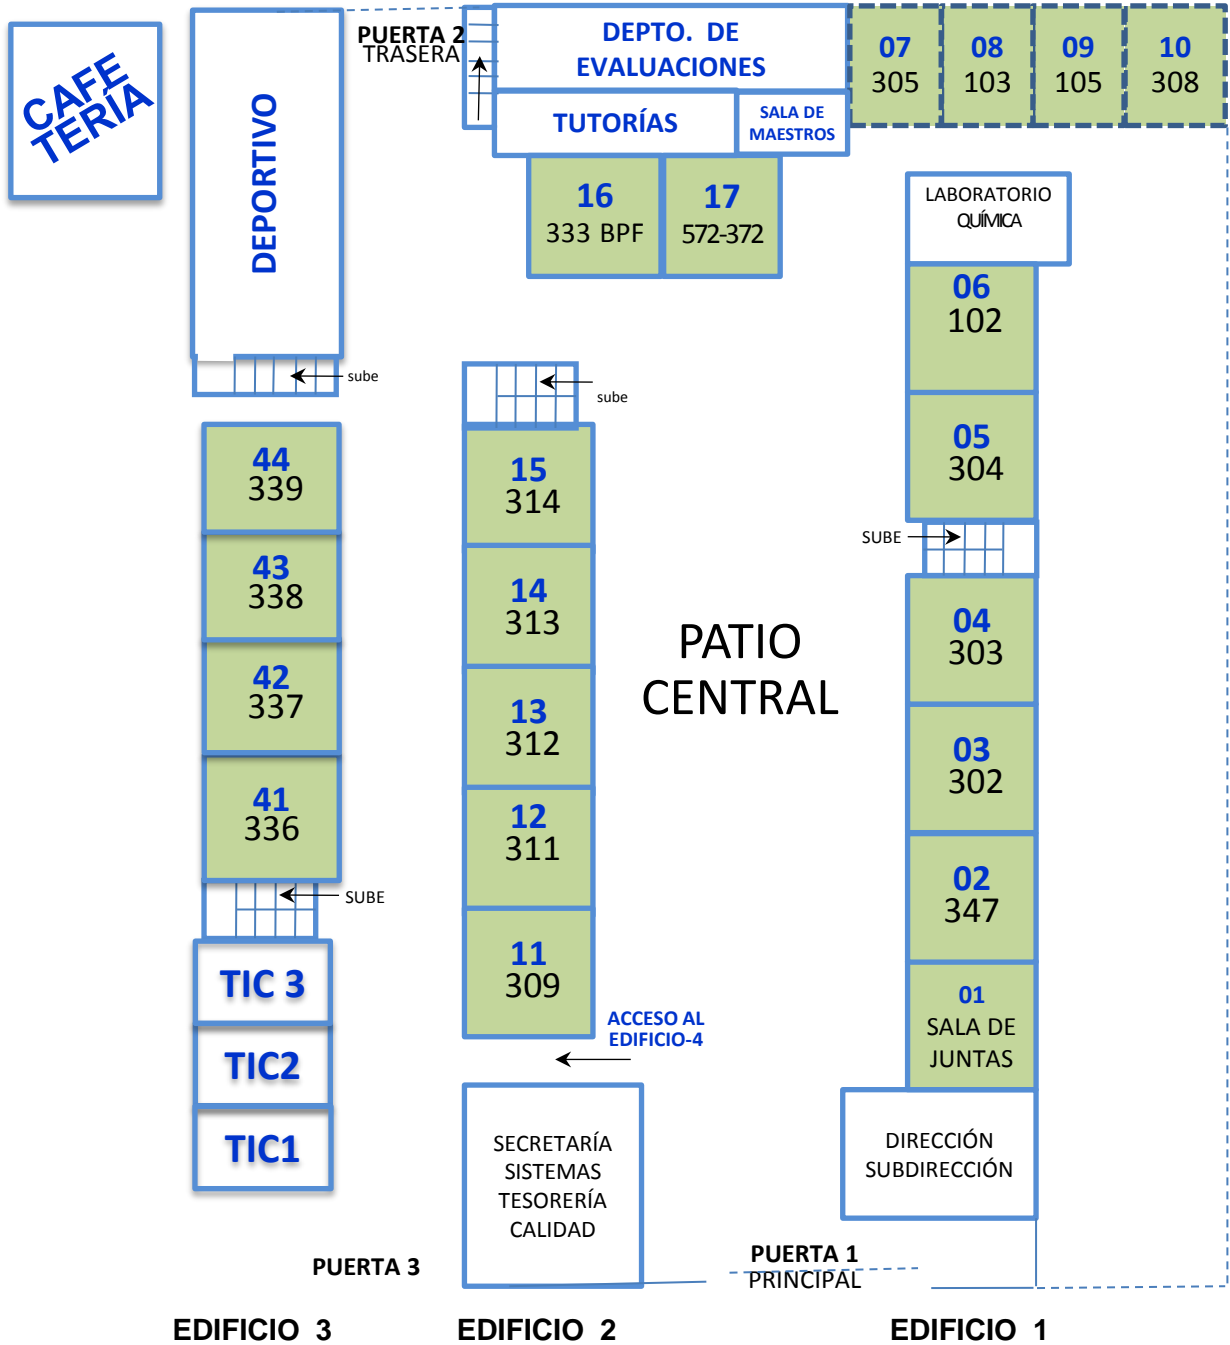 CAFE
TERÍA
DEPORTIVO
sube
44
339
43
338
42
337
41
336
SUBE
TIC 3
TIC2
TIC1
PUERTA 3
EDIFICIO 3
PUERTA 2
TRASERA
DEPTO. DE
EVALUACIONES
TUTORÍAS
SALA DE
MAESTROS
16
333 BPF
17
572-372
sube
15
314
14
313
13
312
12
311
11
309
ACCESO AL
EDIFICIO-4
SECRETARÍA
SISTEMAS
TESORERÍA
CALIDAD
EDIFICIO 2
PATIO
CENTRAL
07
305
08
103
09
105
10
308
LABORATORIO
QUÍMICA
06
102
05
304
SUBE
04
303
03
302
02
347
01
SALA DE
JUNTAS
DIRECCIÓN
SUBDIRECCIÓN
PUERTA 1
PRINCIPAL
EDIFICIO 1